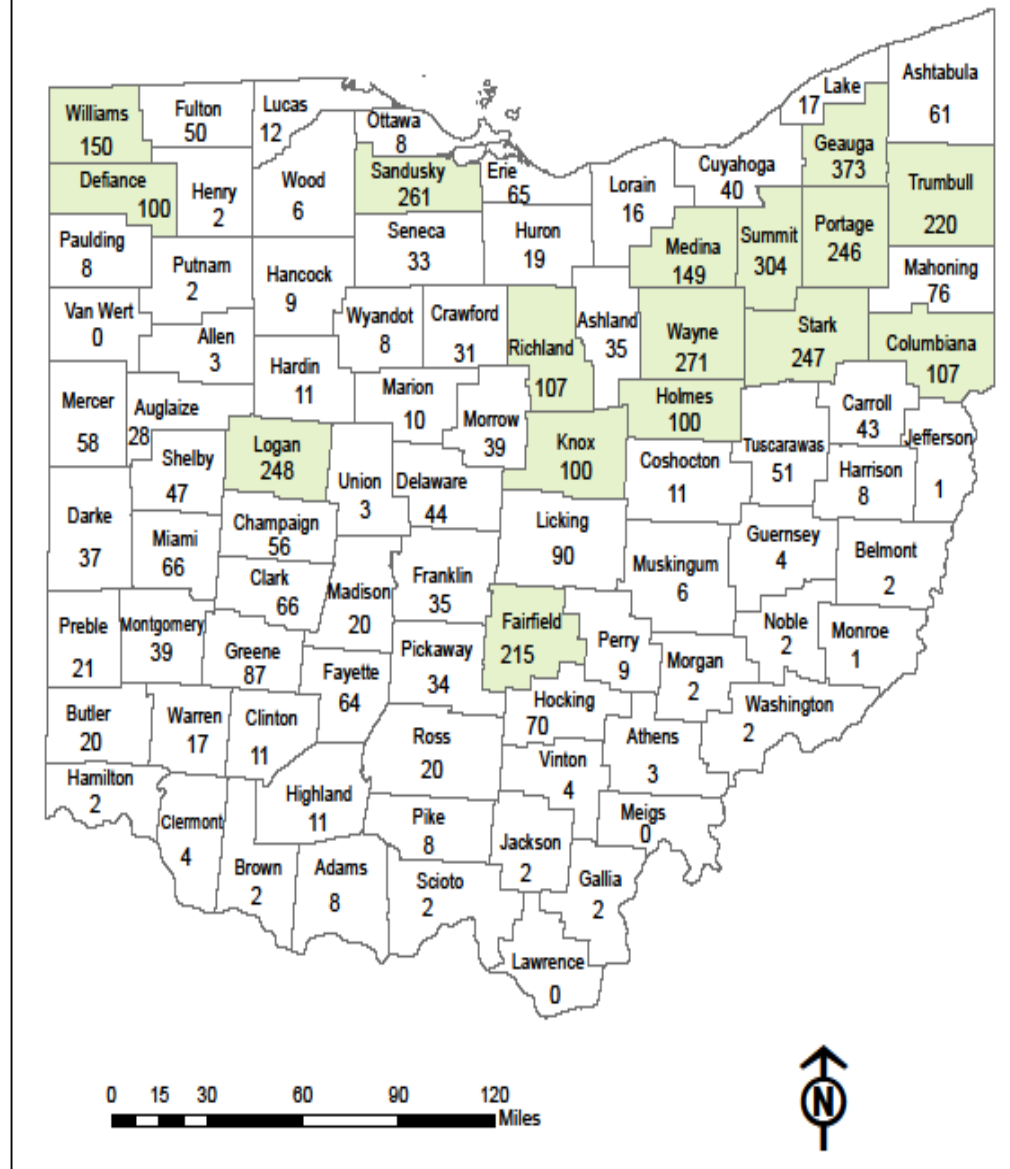 Williams
150
Fulton
50
Lucas
12
Ottawa
8
Lake
17
Ashtabula
61
Defiance
100
Henry
2
Wood
6
Sandusky
261
Erie
65
Lorain
16
Cuyahoga
40
Geauga
373
Trumbull
220
Paulding
8
Putnam
2
Hancock
9
Seneca
33
Huron
19
Medina
149
Summit
304
Portage
246
Mahoning
76
Van Wert
0
Allen
3
Hardin
11
Wyandot
8
Crawford
31
Richland
107
Ashland
35
Wayne
271
Stark
247
Columbiana
107
Mercer
58
Auglaize
28
Marion
10
Morrow
39
Holmes
100
Carroll
43
Jefferson
1
Shelby
47
Logan
248
Union
3
Delaware
44
Knox
100
Coshocton
11
Tuscarawas
51
Harrison
8
Darke
37
Miami
66
Champaign
56
Licking
90
Guernsey
4
Belmont
2
Clark
66
Madison
20
Franklin
35
Muskingum
6
Preble
21
Montgomery
39
Greene
87
Fayette
64
Pickaway
34
Fairfield
215
Perry
9
Morgan
2
Noble
2
Monroe
1
Butler
20
Warren
17
Clinton
11
Ross
20
Hocking
70
Athens
3
Washington
2
Hamilton
2
Clermont
4
Highland
11
Pike
8
Vinton
4
Meigs
0
Brown
2
Adams
8
Scioto
2
Jackson
2
Gallia
2
Lawrence
0
0 15 30 60 90 120
Miles
N